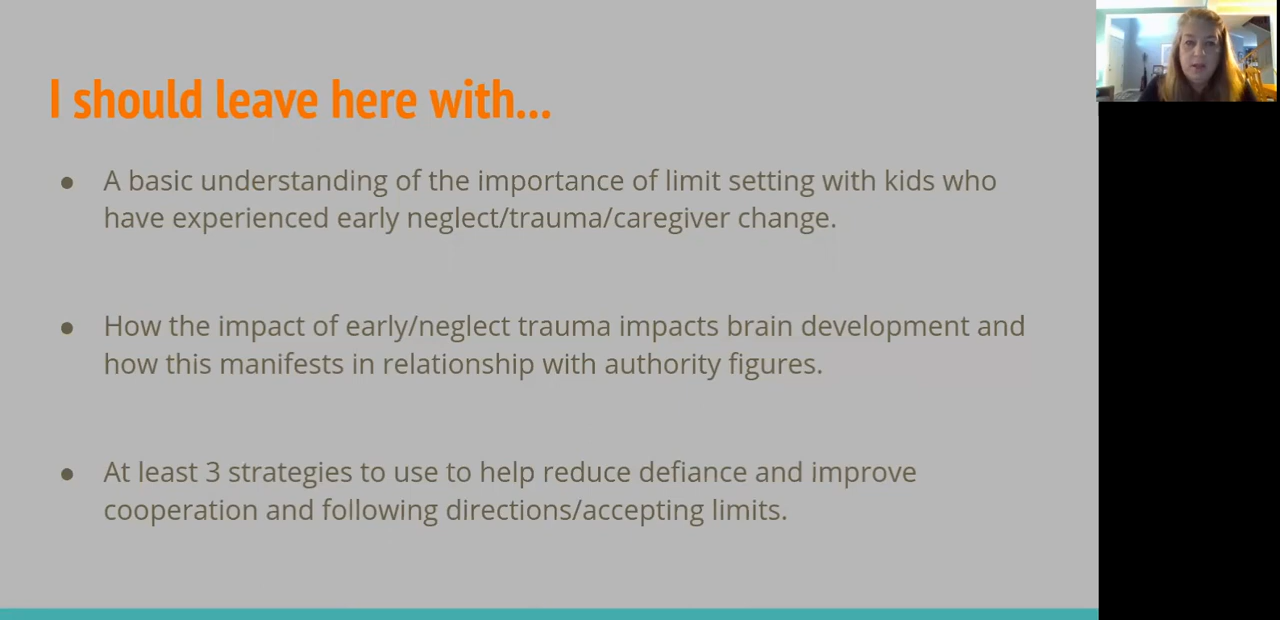 I should leave here with...
● A basic understanding of the importance of limit setting with kids who
have experienced early neglect/trauma/caregiver change.
● How the impact of early/neglect trauma impacts brain development and
how this manifests in relationship with authority figures.
● At least 3 strategies to use to help reduce defiance and improve
cooperation and following directions/accepting limits.